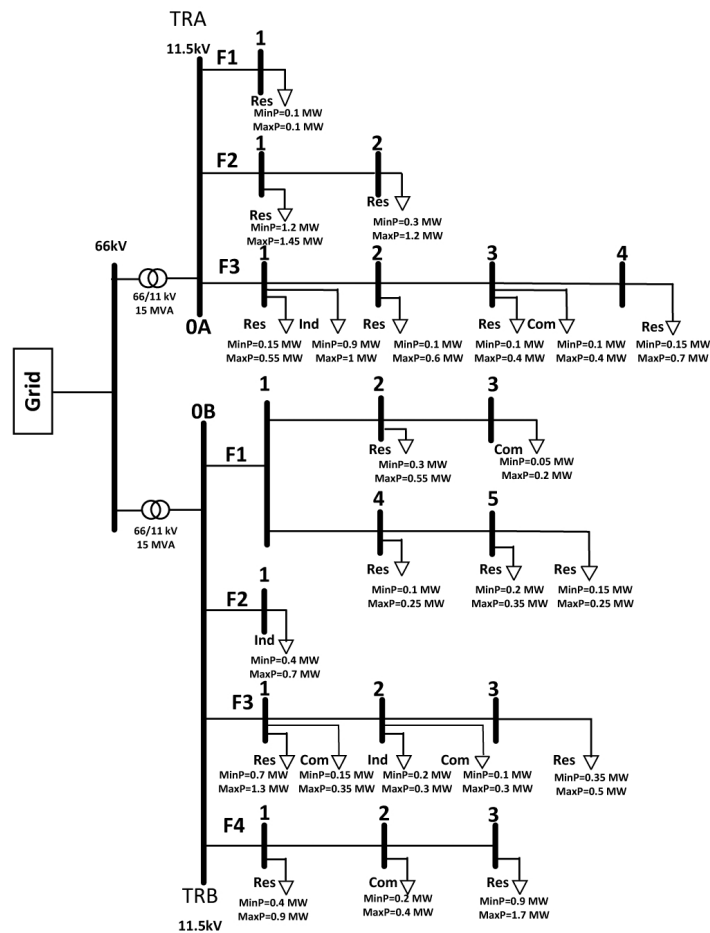 TRA
11.5kV
F1
1
Res
MinP=0.1 MW
MaxP=0.1 MW
F2
1
2
Res
MinP=1.2 MW
MaxP=1.45 MW
Res
MinP=0.3 MW
MaxP=1.2 MW
66kV
66/11 kV
15 MVA
F3
1
2
3
4
0A
Res
Ind
Res
Res
Com
Res
MinP=0.15 MW
MaxP=0.55 MW
MinP=0.9 MW
MaxP=1 MW
MinP=0.1 MW
MaxP=0.6 MW
MinP=0.1 MW
MaxP=0.4 MW
MinP=0.1 MW
MaxP=0.4 MW
MinP=0.15 MW
MaxP=0.7 MW
Grid
0B
F1
1
2
3
Res
MinP=0.3 MW
MaxP=0.55 MW
Com
MinP=0.05 MW
MaxP=0.2 MW
66/11 kV
15 MVA
4
5
Res
MinP=0.1 MW
MaxP=0.25 MW
Res
MinP=0.2 MW
MaxP=0.35 MW
Res
MinP=0.15 MW
MaxP=0.25 MW
F2
1
Ind
MinP=0.4 MW
MaxP=0.7 MW
F3
1
2
3
Res
Com
Ind
Com
Res
MinP=0.7 MW
MaxP=1.3 MW
MinP=0.15 MW
MaxP=0.35 MW
MinP=0.2 MW
MaxP=0.3 MW
MinP=0.1 MW
MaxP=0.3 MW
MinP=0.35 MW
MaxP=0.5 MW
F4
1
2
3
Res
MinP=0.4 MW
MaxP=0.9 MW
Com
MinP=0.2 MW
MaxP=0.4 MW
Res
MinP=0.9 MW
MaxP=1.7 MW
TRB
11.5kV